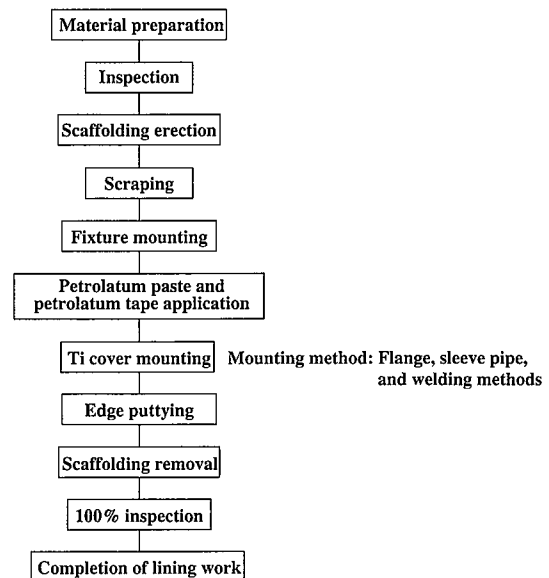 Material preparation
Inspection
Scaffolding erection
Scraping
Fixture mounting
Petrolatum paste and
petrolatum tape application
Ti cover mounting
Mounting method: Flange, sleeve pipe,
and welding methods
Edge puttying
Scaffolding removal
100% inspection
Completion of lining work